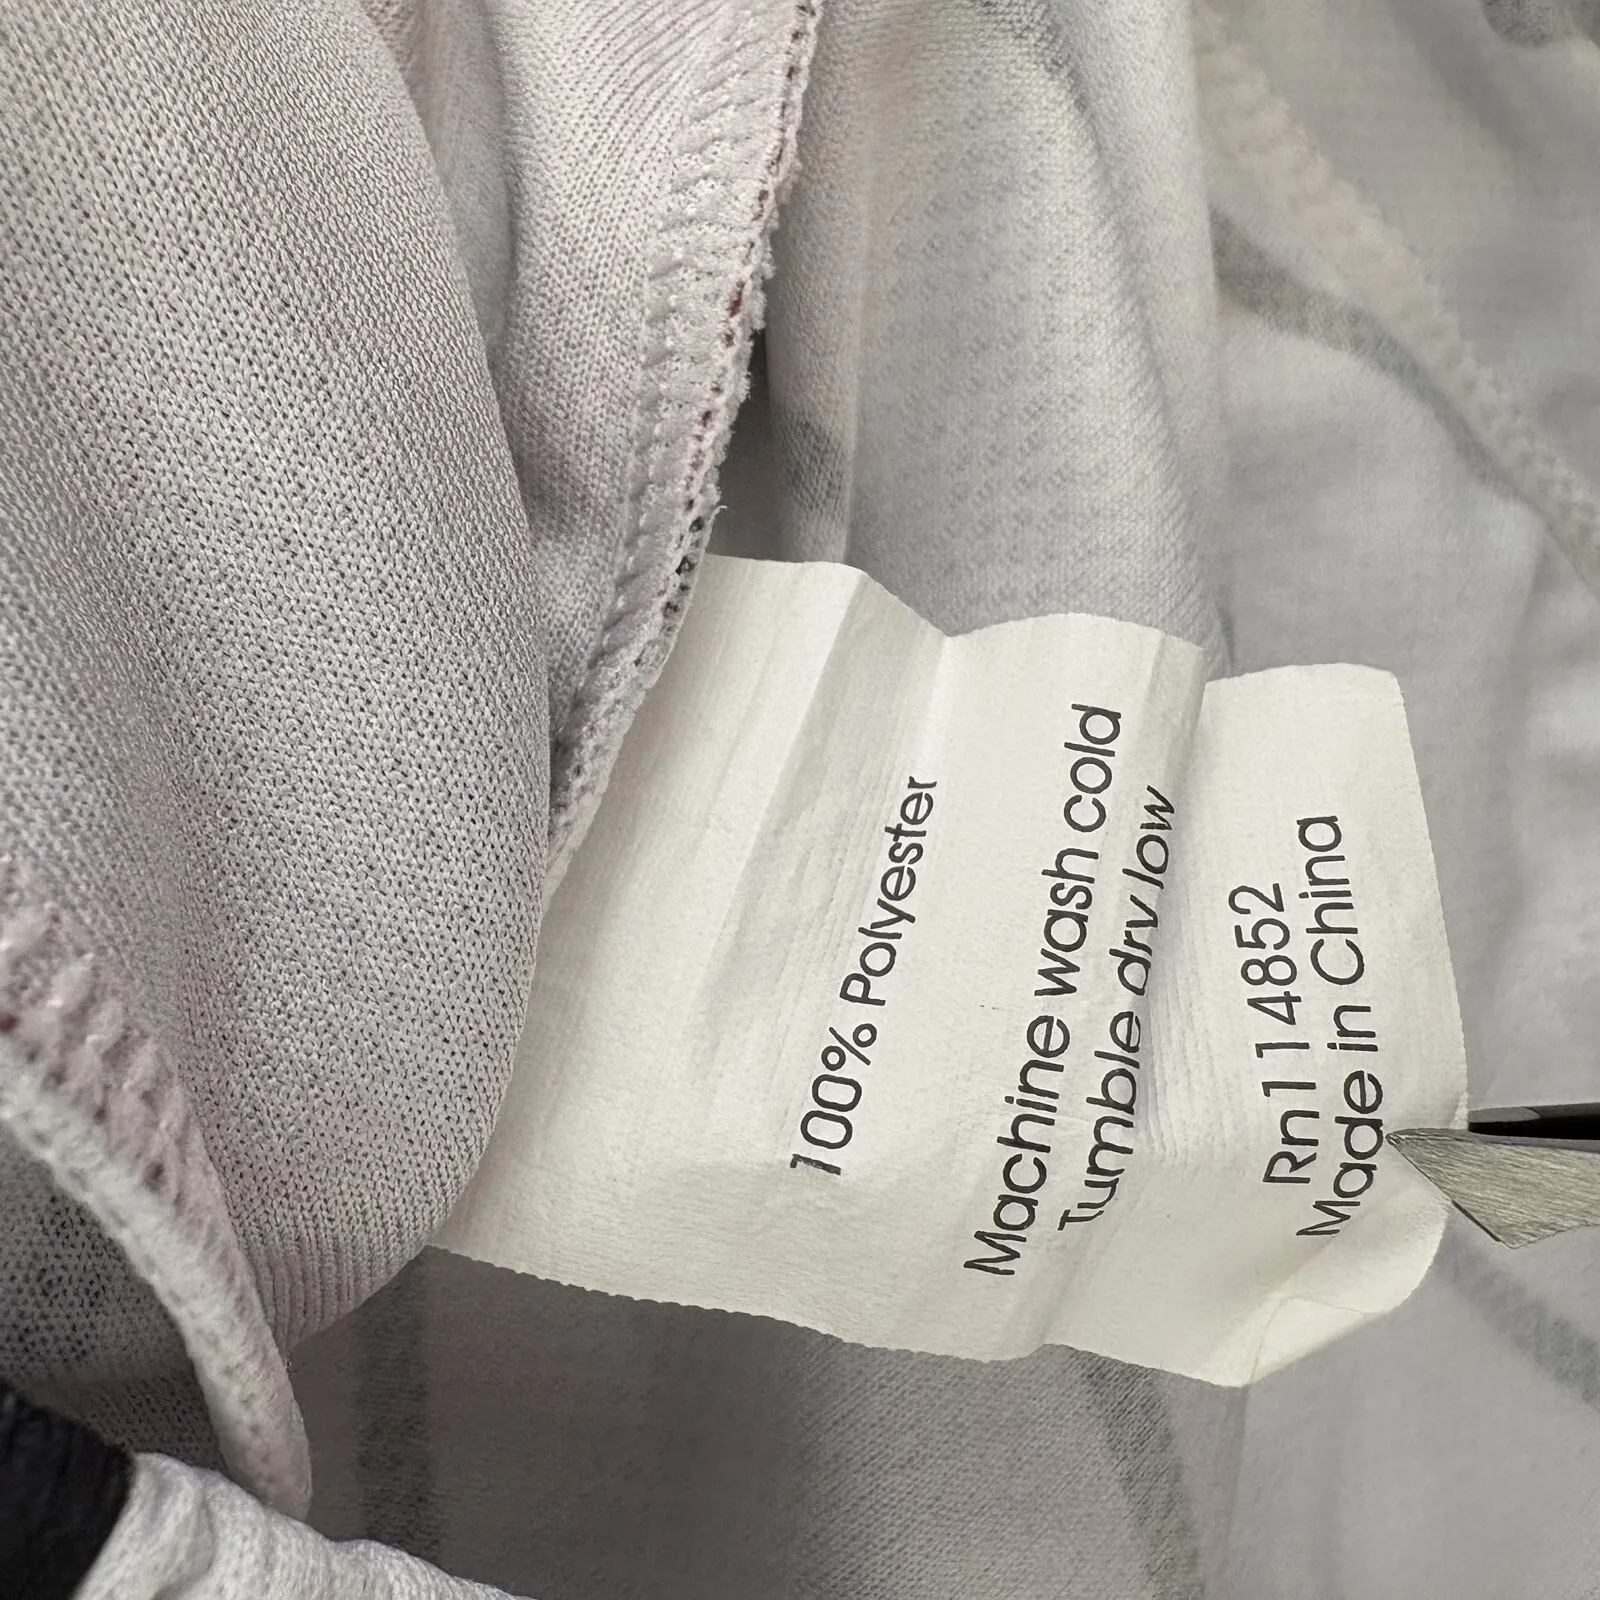 100% Polyester
Machine wash cold
Tumble dry low
Rn114852
Made in China